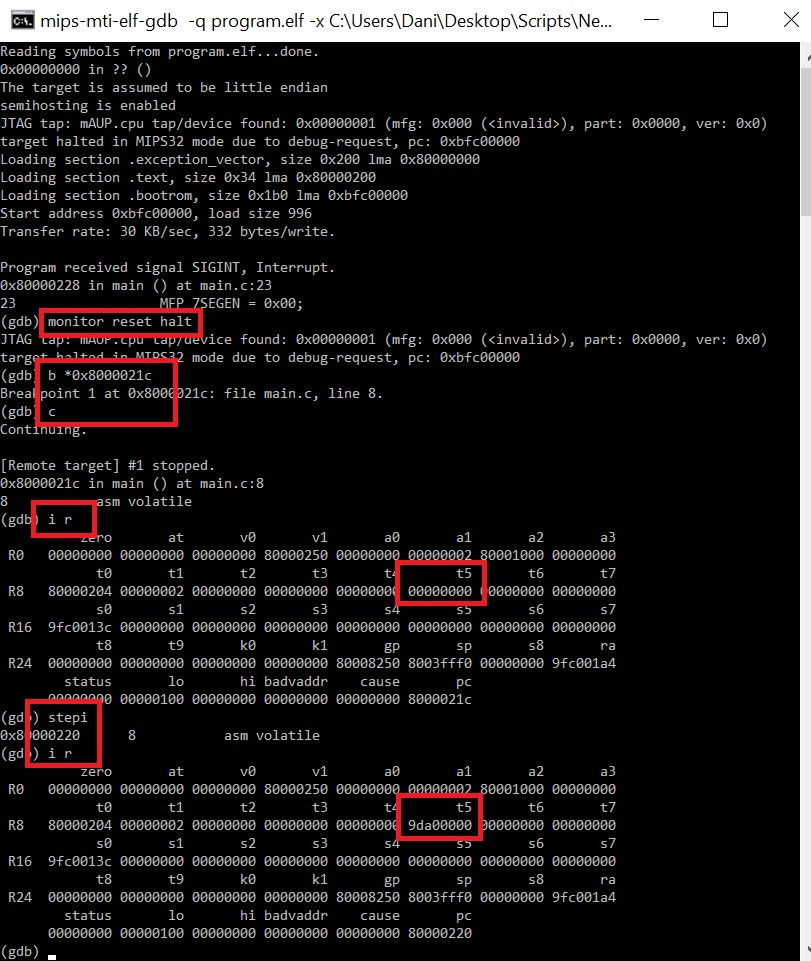 mips-mti-elf-gdb -q program.elf -x C:\Users\Dani\Desktop\Scripts\Ne...
Reading symbols from program.elf...done.
0x00000000 in ?? ()
The target is assumed to be little endian
semihosting is enabled
JTAG tap: mAUP.cpu tap/device found: 0x00000001 (mfg: 0x000 (<invalid>), part: 0x0000, ver: 0x0)
target halted in MIPS32 mode due to debug-request, pc: 0xbfc00000
Loading section .exception_vector, size 0x200 lma 0x80000000
Loading section .text, size 0x34 lma 0x80000200
Loading section .bootrom, size 0x1b0 lma 0xbfc00000
Start address 0xbfc00000, load size 996
Transfer rate: 30 KB/sec, 332 bytes/write.
Program received signal SIGINT, Interrupt.
0x80000228 in main () at main.c:23
23 MFP_7SEGEN = 0x00;
(gdb) monitor reset halt
JTAG tap: mAUP.cpu tap/device found: 0x00000001 (mfg: 0x000 (<invalid>), part: 0x0000, ver: 0x0)
target halted in MIPS32 mode due to debug-request, pc: 0xbfc00000
(gdb) b *0x8000021c
Breakpoint 1 at 0x8000021c: file main.c, line 8.
(gdb) c
Continuing.
[Remote target] #1 stopped.
0x8000021c in main () at main.c:8
8 asm volatile
(gdb) i r
zero at v0 v1 a0 a1 a2 a3
R0 00000000 00000000 00000000 80000250 00000000 00000002 80001000 00000000
t0 t1 t2 t3 t4 t5 t6 t7
R8 80000204 00000002 00000000 00000000 00000000 00000000 00000000 00000000
s0 s1 s2 s3 s4 s5 s6 s7
R16 9fc0013c 00000000 00000000 00000000 00000000 00000000 00000000 00000000
t8 t9 k0 k1 gp sp s8 ra
R24 00000000 00000000 00000000 00000000 80008250 8003fff0 00000000 9fc001a4
status lo hi badvaddr cause pc
00000000 00000100 00000000 00000000 00000000 8000021c
(gdb) stepi
0x80000220 8 asm volatile
(gdb) i r
zero at v0 v1 a0 a1 a2 a3
R0 00000000 00000000 00000000 80000250 00000000 00000002 80001000 00000000
t0 t1 t2 t3 t4 t5 t6 t7
R8 80000204 00000002 00000000 00000000 00000000 9da00000 00000000 00000000
s0 s1 s2 s3 s4 s5 s6 s7
R16 9fc0013c 00000000 00000000 00000000 00000000 00000000 00000000 00000000
t8 t9 k0 k1 gp sp s8 ra
R24 00000000 00000000 00000000 00000000 80008250 8003fff0 00000000 9fc001a4
status lo hi badvaddr cause pc
00000000 00000100 00000000 00000000 00000000 80000220
(gdb)